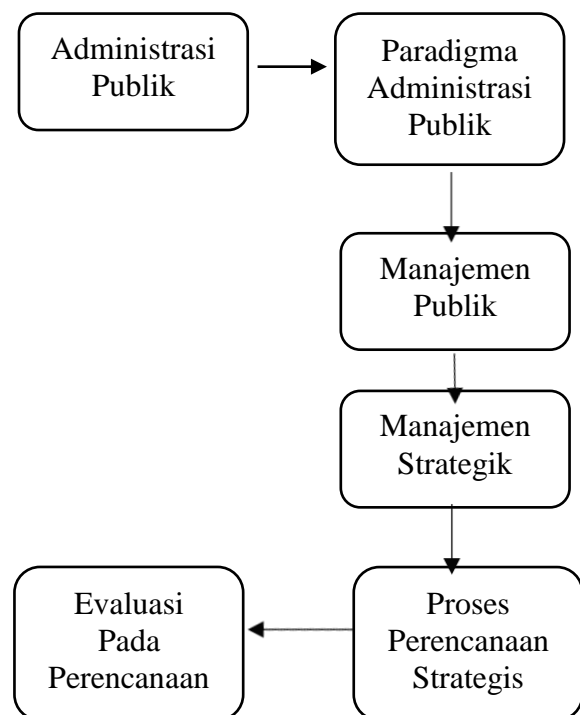 Administrasi
Publik
Paradigma
Administrasi
Publik
Manajemen
Publik
Manajemen
Strategik
Proses
Perencanaan
Strategis
Evaluasi
Pada
Perencanaan